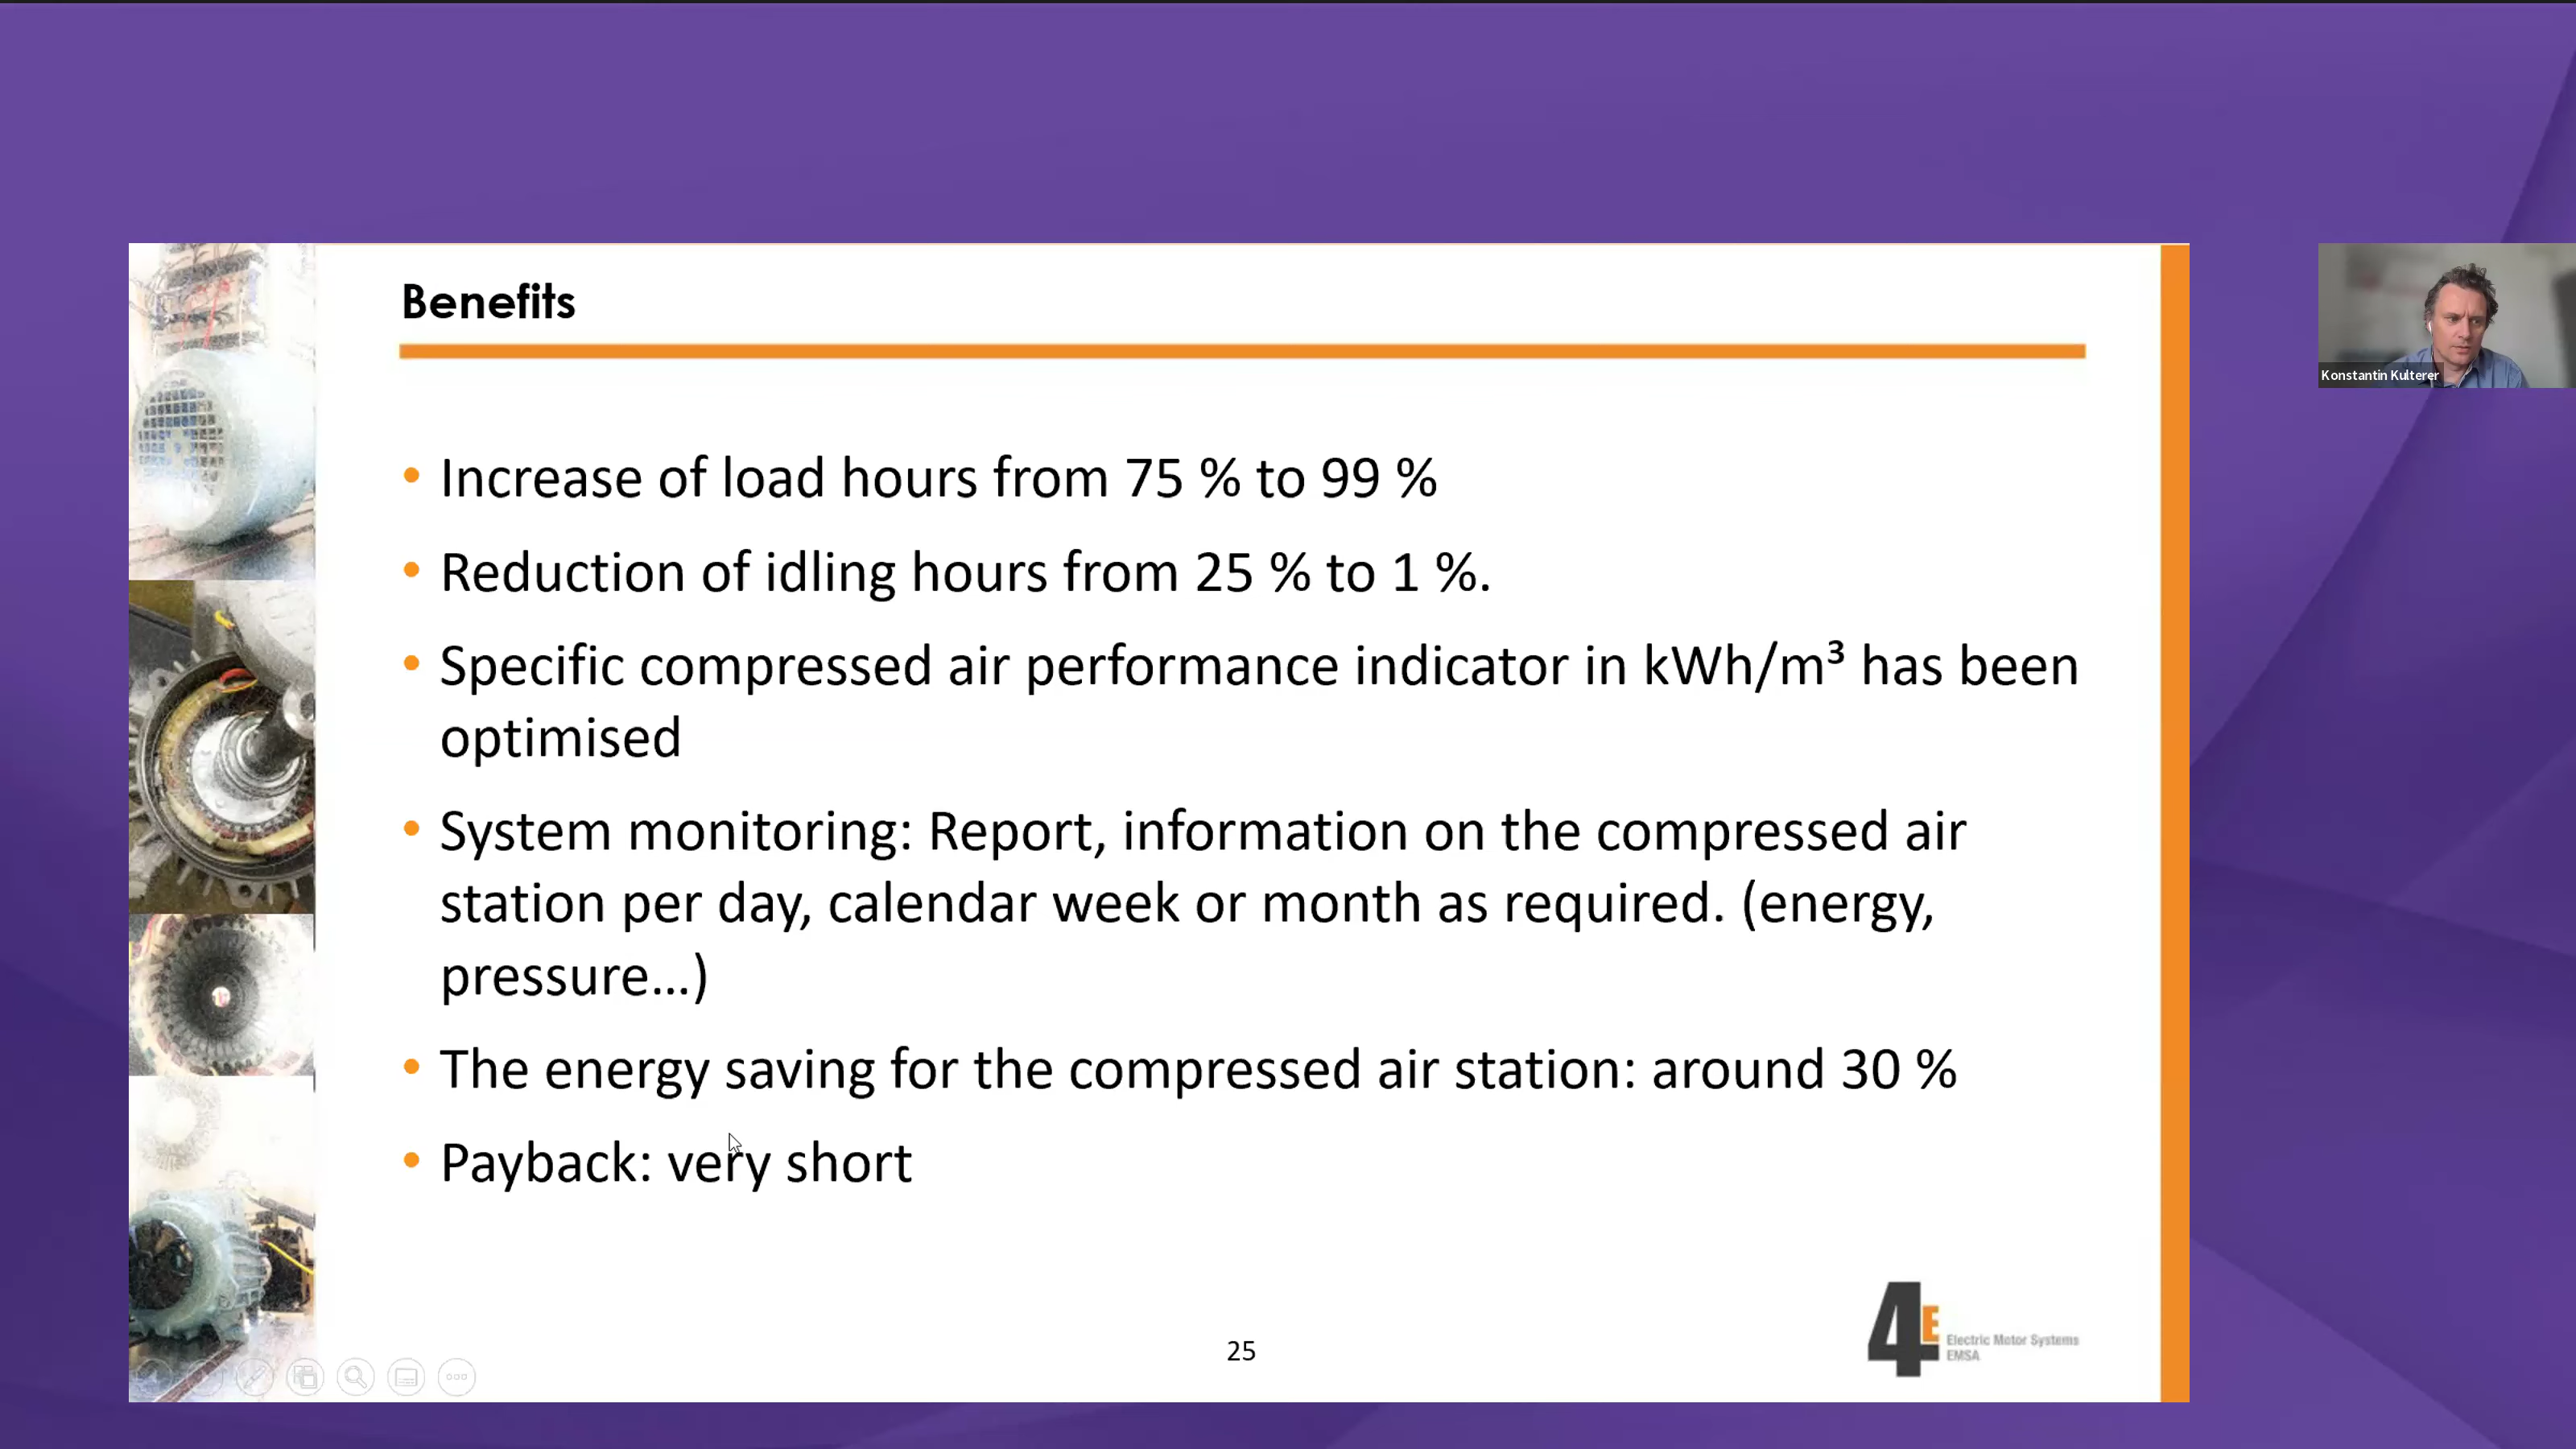 Benefits
Konstantin Kulterer
• Increase of load hours from 75 % to 99 %
• Reduction of idling hours from 25 % to 1 %.
• Specific compressed air performance indicator in kWh/m³ has been
optimised
• System monitoring: Report, information on the compressed air
station per day, calendar week or month as required. (energy,
pressure...)
• The energy saving for the compressed air station: around 30 %
• Payback: very short
4E
Electric Motor Systems
EMSA
25